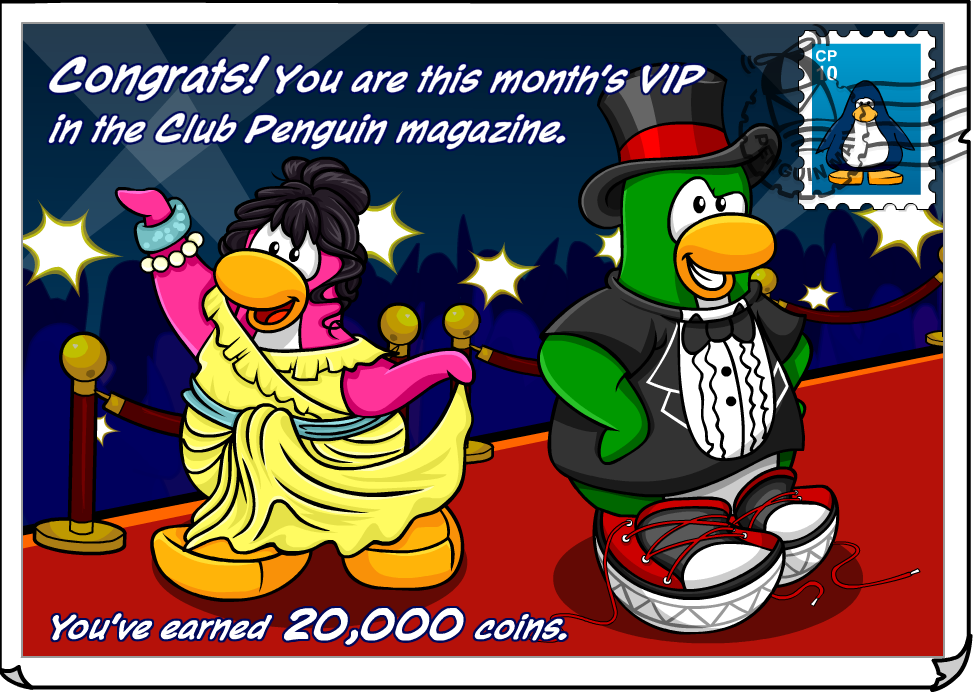 Congrats! You are this month's VIP
in the Club Penguin magazine.
CP
10
PENGUIN
You've earned 20,000 coins.